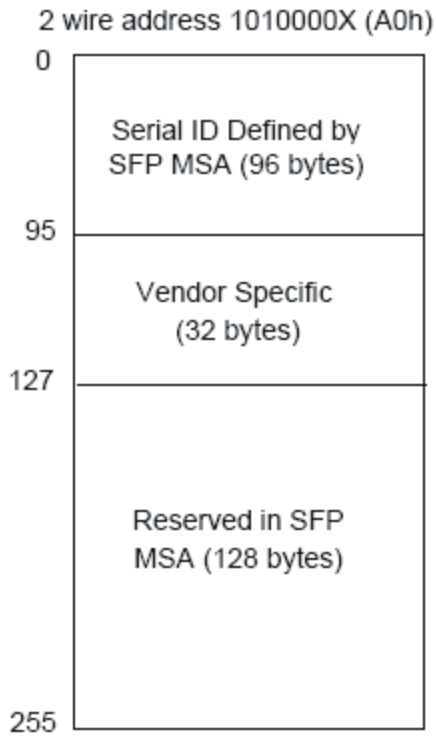 2 wire address 1010000X (A0h)
0
Serial ID Defined by
SFP MSA (96 bytes)
95
Vendor Specific
(32 bytes)
127
Reserved in SFP
MSA (128 bytes)
255